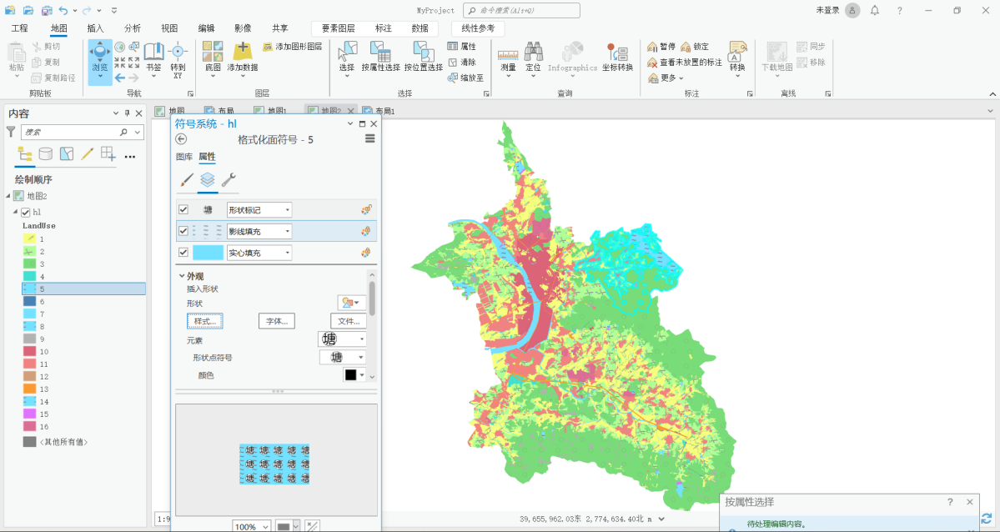 MyProject
命令搜索(Alt+Q)
未登录
工程 地图 插入 分析 视图 编辑 影像 共享 要素图层 标注 数据 线性参考
粘贴
剪切
复制
复制路径
剪贴板
浏览
书签
转到
XY
导航
底图
添加数据
添加图形图层
图层
选择
按属性选择
按位置选择
属性
清除
缩放至
选择
测量
定位
Infographics
坐标转换
查询
暂停
锁定
查看未放置的标注
更多
转换
标注
下载地图
同步
移除
离线
内容
搜索
绘制顺序
地图2
hl
LandUse
1
2
3
4
5
6
7
8
9
10
11
12
13
14
15
16
<其他所有值>
地图
布局
地图1
地图2
布局1
符号系统 - hl
格式化面符号 - 5
图库 属性
塘 形状标记
影线填充
实心填充
外观
插入形状
形状
样式... 字体... 文件...
元素 塘
形状点符号 塘
颜色
塘 塘 塘 塘 塘
塘 塘 塘 塘 塘
塘 塘 塘 塘 塘
100%
39,655,962.03东 2,774,634.40北 m
按属性选择
待处理编辑内容。